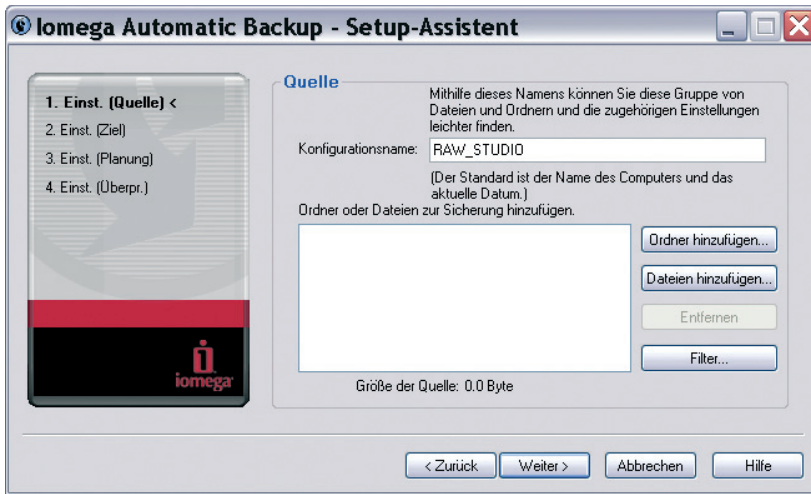 Iomega Automatic Backup - Setup-Assistent
1. Einst. (Quelle) <
2. Einst. (Ziel)
3. Einst. (Planung)
4. Einst. (Überpr.)
iomega
Quelle
Mithilfe dieses Namens können Sie diese Gruppe von
Dateien und Ordnern und die zugehörigen Einstellungen
leichter finden.
Konfigurationsname: RAW_STUDIO
(Der Standard ist der Name des Computers und das
aktuelle Datum.)
Ordner oder Dateien zur Sicherung hinzufügen.
Ordner hinzufügen...
Dateien hinzufügen...
Entfernen
Filter...
Größe der Quelle: 0.0 Byte
< Zurück Weiter > Abbrechen Hilfe